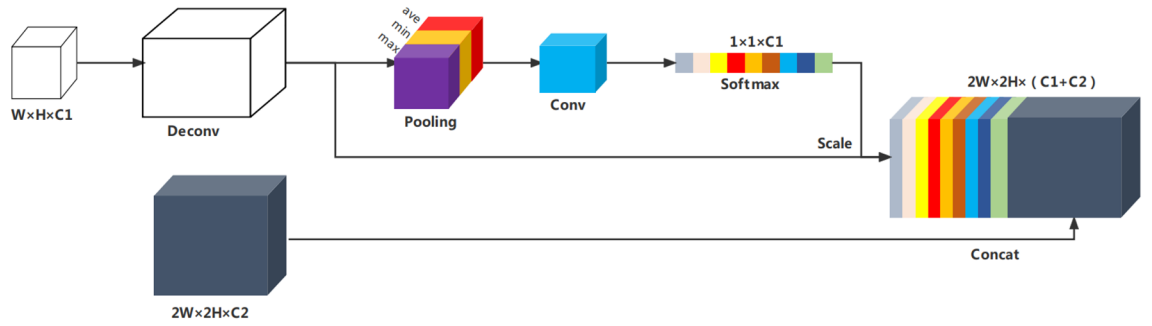 W×H×C1
Deconv
ave
min
max
Pooling
Conv
1×1×C1
Softmax
Scale
2W×2H×（C1+C2）
2W×2H×C2
Concat